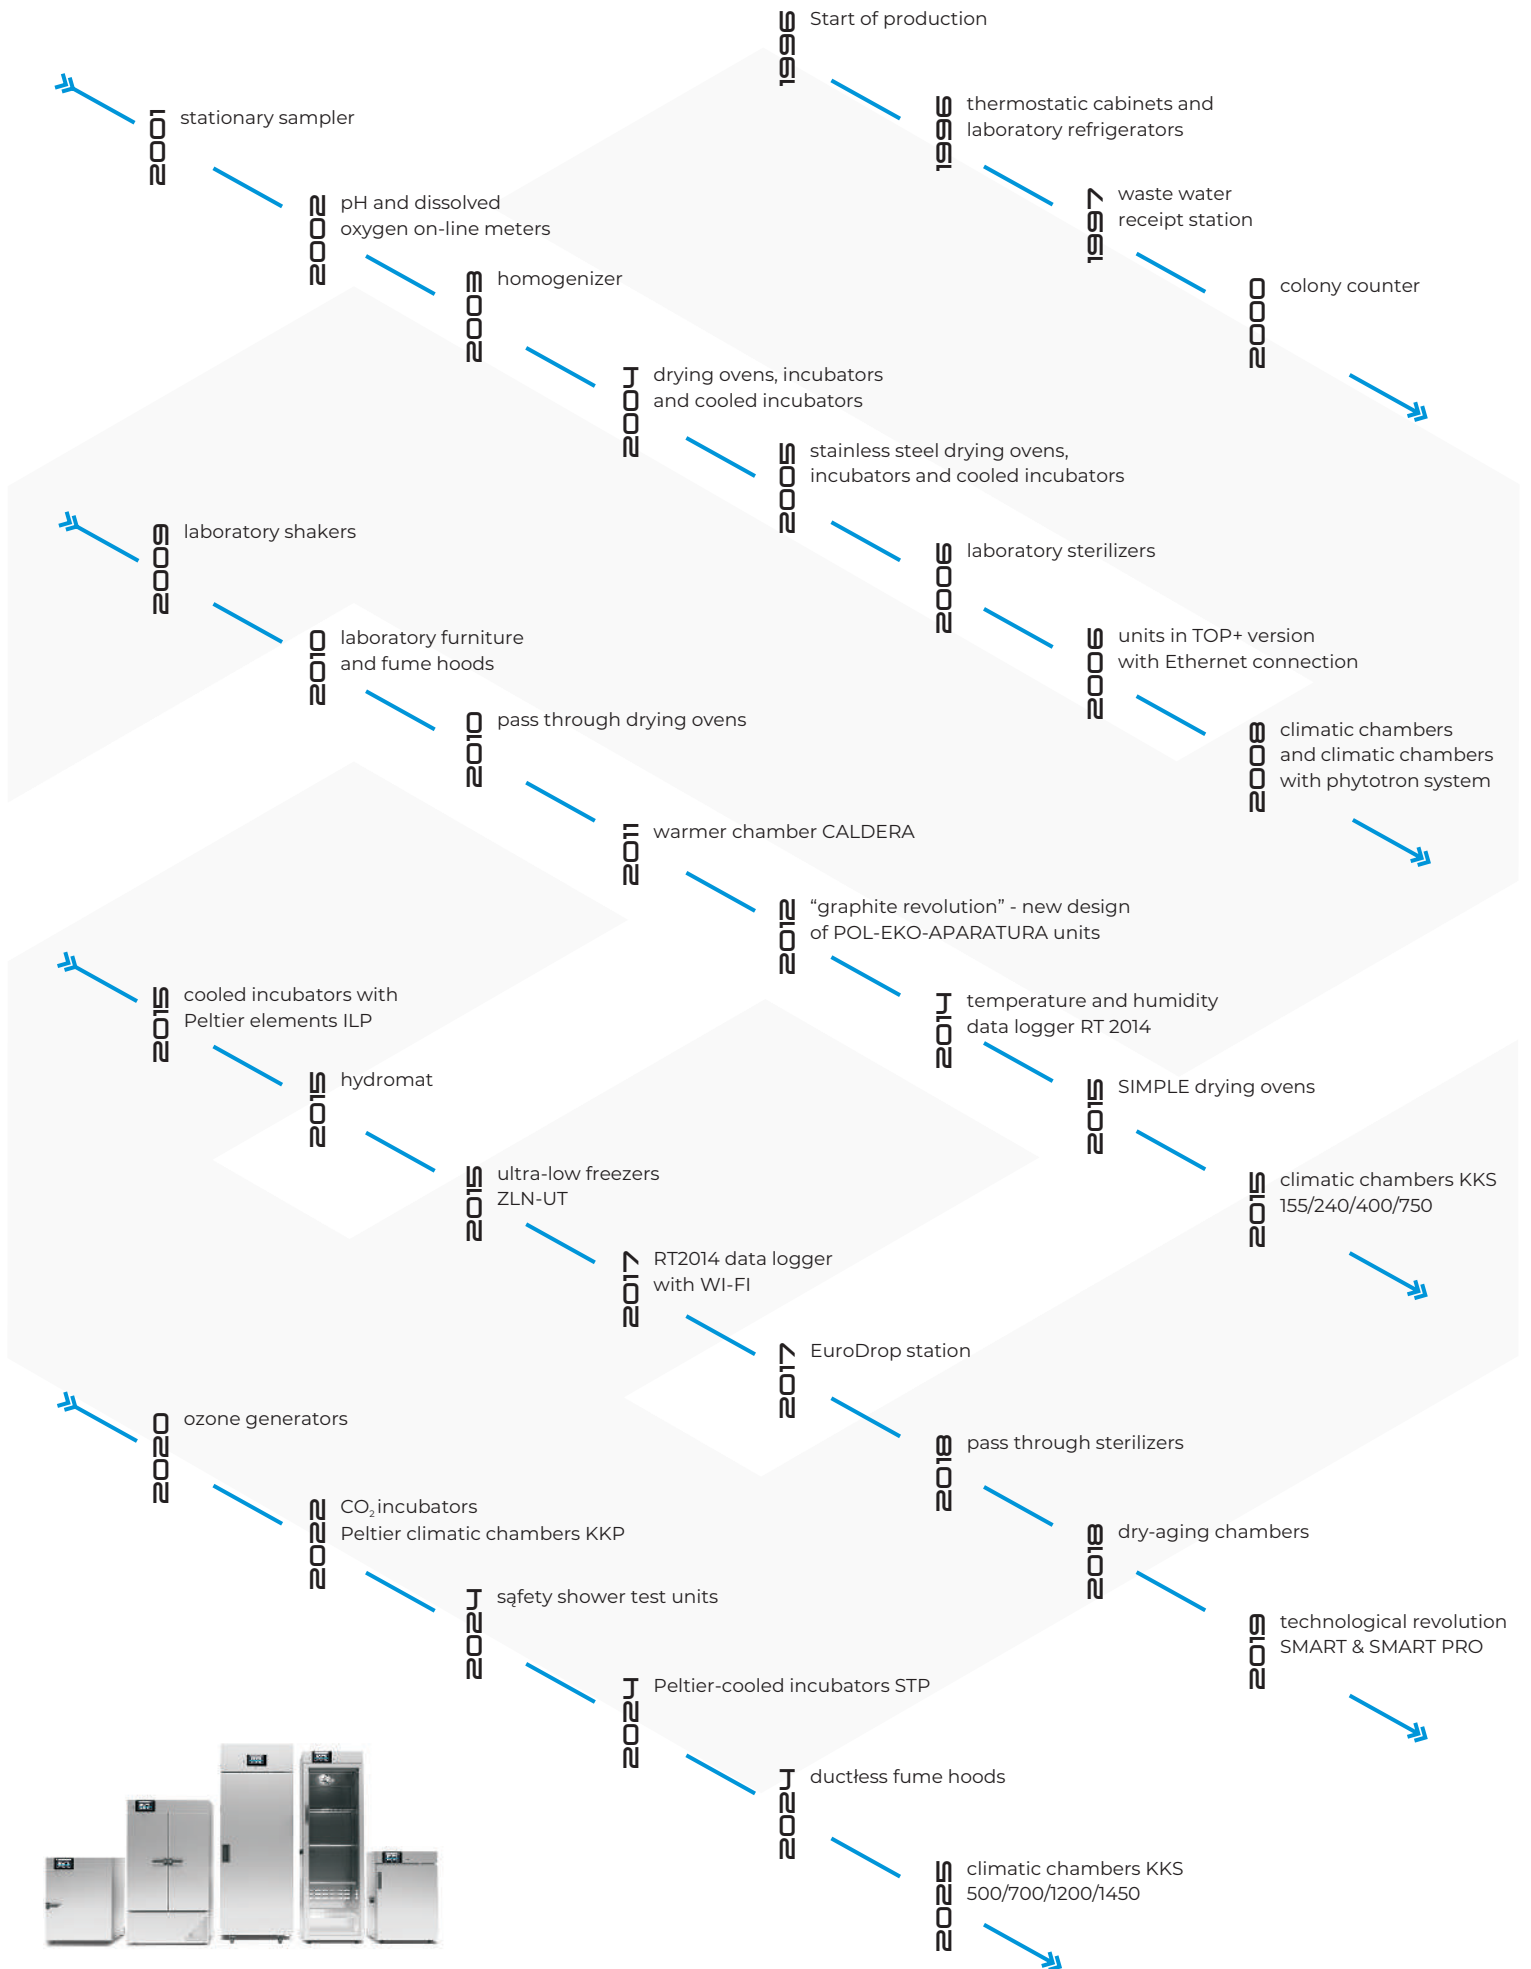 1996
Start of production
1996
thermostatic cabinets and
laboratory refrigerators
1997
waste water
receipt station
2000
colony counter
2001
stationary sampler
2002
pH and dissolved
oxygen on-line meters
2003
homogenizer
2004
drying ovens, incubators
and cooled incubators
2005
stainless steel drying ovens,
incubators and cooled incubators
2006
laboratory sterilizers
2006
units in TOP+ version
with Ethernet connection
2008
climatic chambers
and climatic chambers
with phytotron system
2009
laboratory shakers
2010
laboratory furniture
and fume hoods
2010
pass through drying ovens
2011
warmer chamber CALDERA
2012
“graphite revolution” - new design
of POL-EKO-APARATURA units
2014
temperature and humidity
data logger RT 2014
2015
SIMPLE drying ovens
2015
climatic chambers KKS
155/240/400/750
2015
cooled incubators with
Peltier elements ILP
2015
hydromat
2015
ultra-low freezers
ZLN-UT
2017
RT2014 data logger
with WI-FI
2017
EuroDrop station
2018
pass through sterilizers
2018
dry-aging chambers
2019
technological revolution
SMART & SMART PRO
2020
ozone generators
2022
CO₂ incubators
Peltier climatic chambers KKP
2024
sąfety shower test units
2024
Peltier-cooled incubators STP
2024
ductłess fume hoods
2025
climatic chambers KKS
500/700/1200/1450